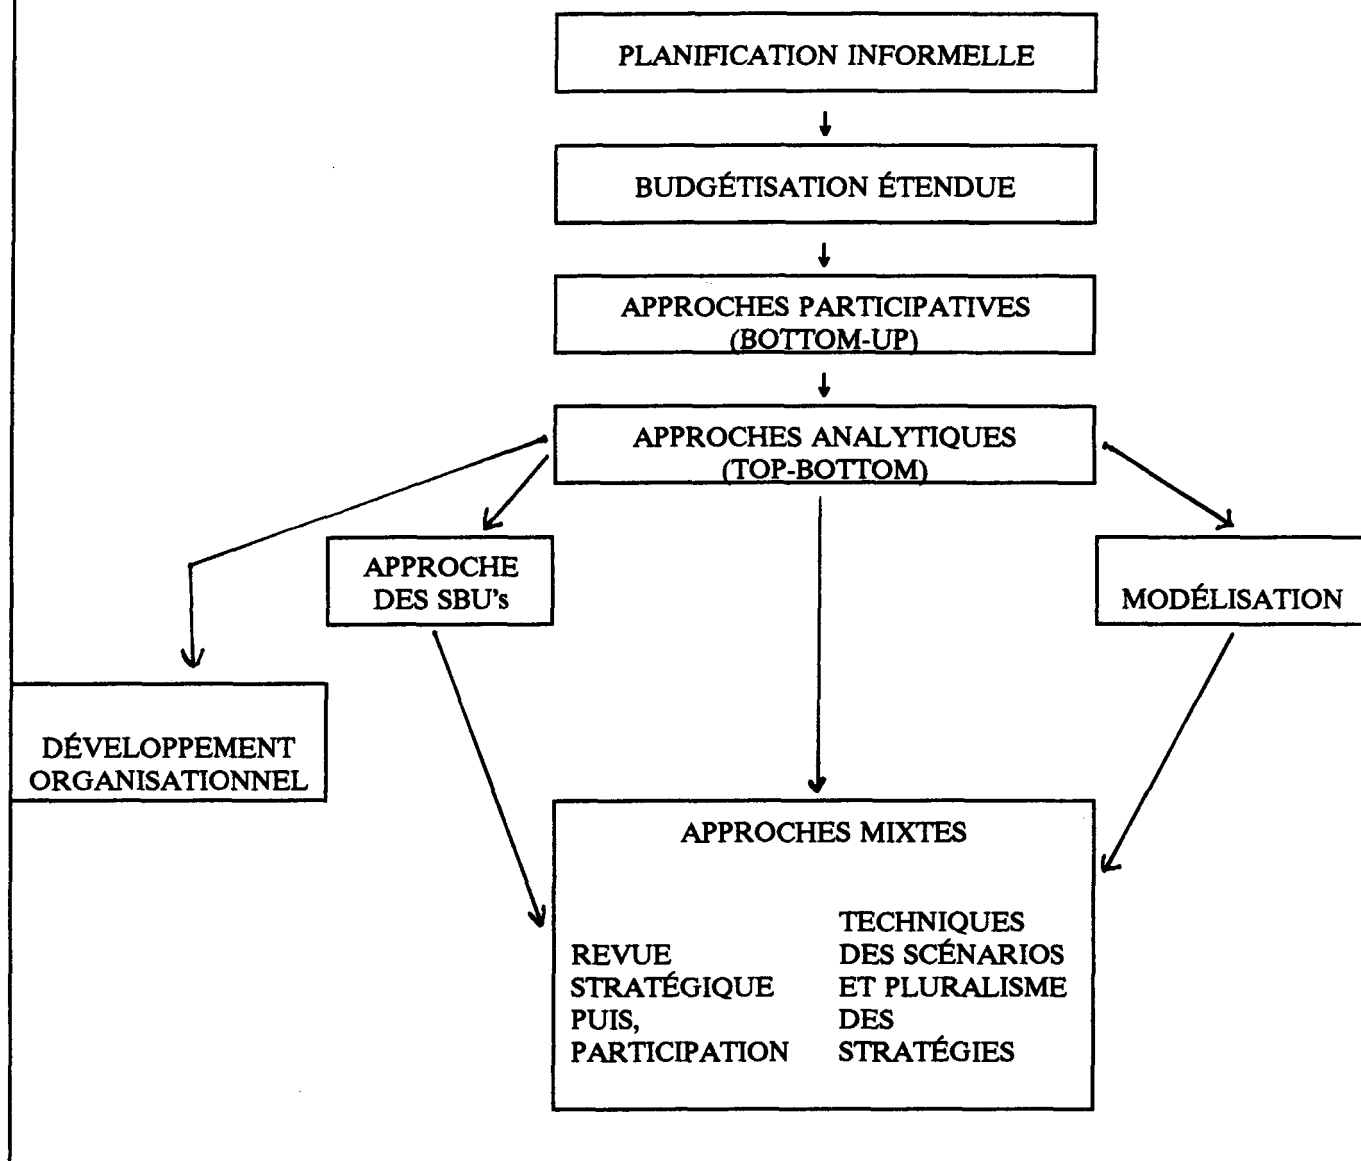 PLANIFICATION INFORMELLE
BUDGÉTISATION ÉTENDUE
APPROCHES PARTICIPATIVES
(BOTTOM-UP)
APPROCHES ANALYTIQUES
(TOP-BOTTOM)
APPROCHE
DES SBU's
MODÉLISATION
DÉVELOPPEMENT
ORGANISATIONNEL
APPROCHES MIXTES
REVUE
STRATÉGIQUE
PUIS,
PARTICIPATION
TECHNIQUES
DES SCÉNARIOS
ET PLURALISME
DES
STRATÉGIES